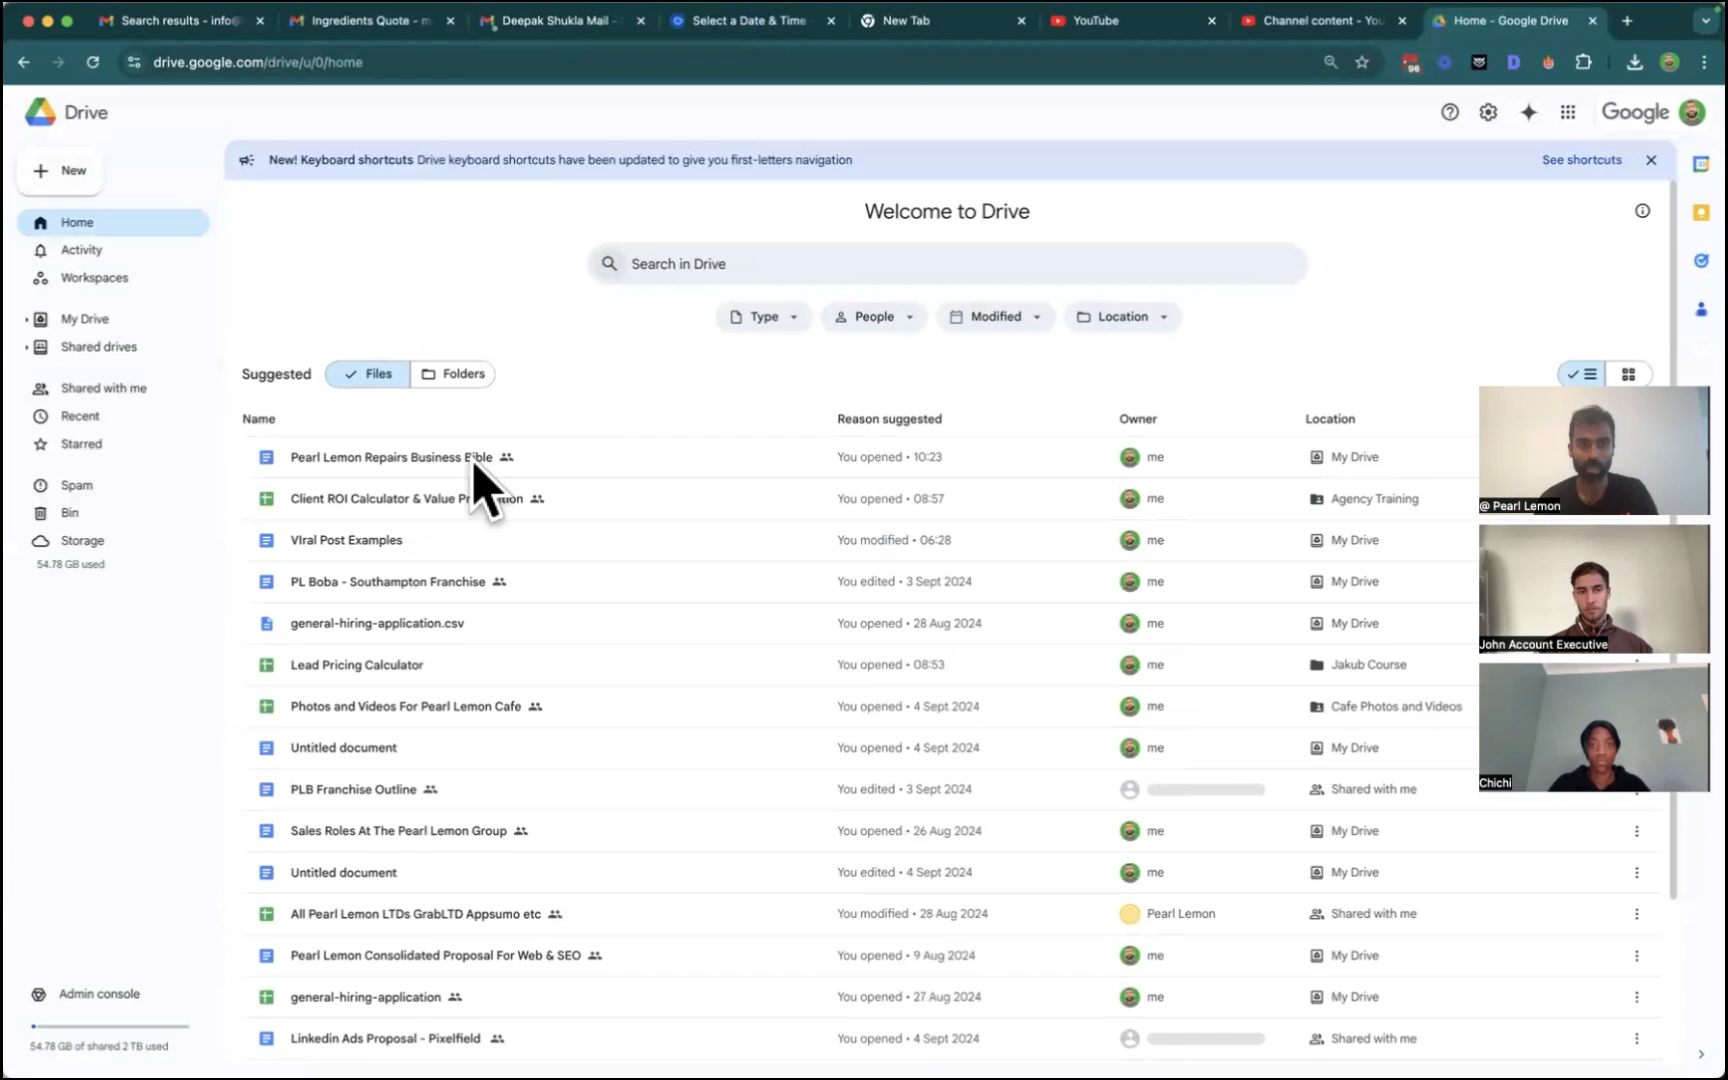 Search results - info@
Ingredients Quote - m
Deepak Shukla Mail -
Select a Date & Time
New Tab
YouTube
Channel content - You
Home - Google Drive
drive.google.com/drive/u/0/home
96
D
Drive
Google
New
New! Keyboard shortcuts Drive keyboard shortcuts have been updated to give you first-letters navigation
See shortcuts
Home
Activity
Workspaces
My Drive
Shared drives
Shared with me
Recent
Starred
Spam
Bin
Storage
54.78 GB used
Admin console
54.78 GB of shared 2 TB used
Welcome to Drive
Search in Drive
Type
People
Modified
Location
Suggested
Files
Folders
Name Reason suggested Owner Location
Pearl Lemon Repairs Business Bible You opened • 10:23 me My Drive
Client ROI Calculator & Value You opened • 08:57 me Agency Training
VIral Post Examples You modified • 06:28 me My Drive
PL Boba - Southampton Franchise You edited • 3 Sept 2024 me My Drive
general-hiring-application.csv You opened • 28 Aug 2024 me My Drive
Lead Pricing Calculator You opened • 08:53 me Jakub Course
Photos and Videos For Pearl Lemon Cafe You opened • 4 Sept 2024 me Cafe Photos and Videos
Untitled document You opened • 4 Sept 2024 me My Drive
PLB Franchise Outline You edited • 3 Sept 2024 Shared with me
Sales Roles At The Pearl Lemon Group You opened • 26 Aug 2024 me My Drive
Untitled document You edited • 4 Sept 2024 me My Drive
All Pearl Lemon LTDs GrabLTD Appsumo etc You modified • 28 Aug 2024 Pearl Lemon Shared with me
Pearl Lemon Consolidated Proposal For Web & SEO You opened • 9 Aug 2024 me My Drive
general-hiring-application You opened • 27 Aug 2024 me My Drive
Linkedin Ads Proposal - Pixelfield You opened • 4 Sept 2024 Shared with me
@ Pearl Lemon
John Account Executive
Chichi